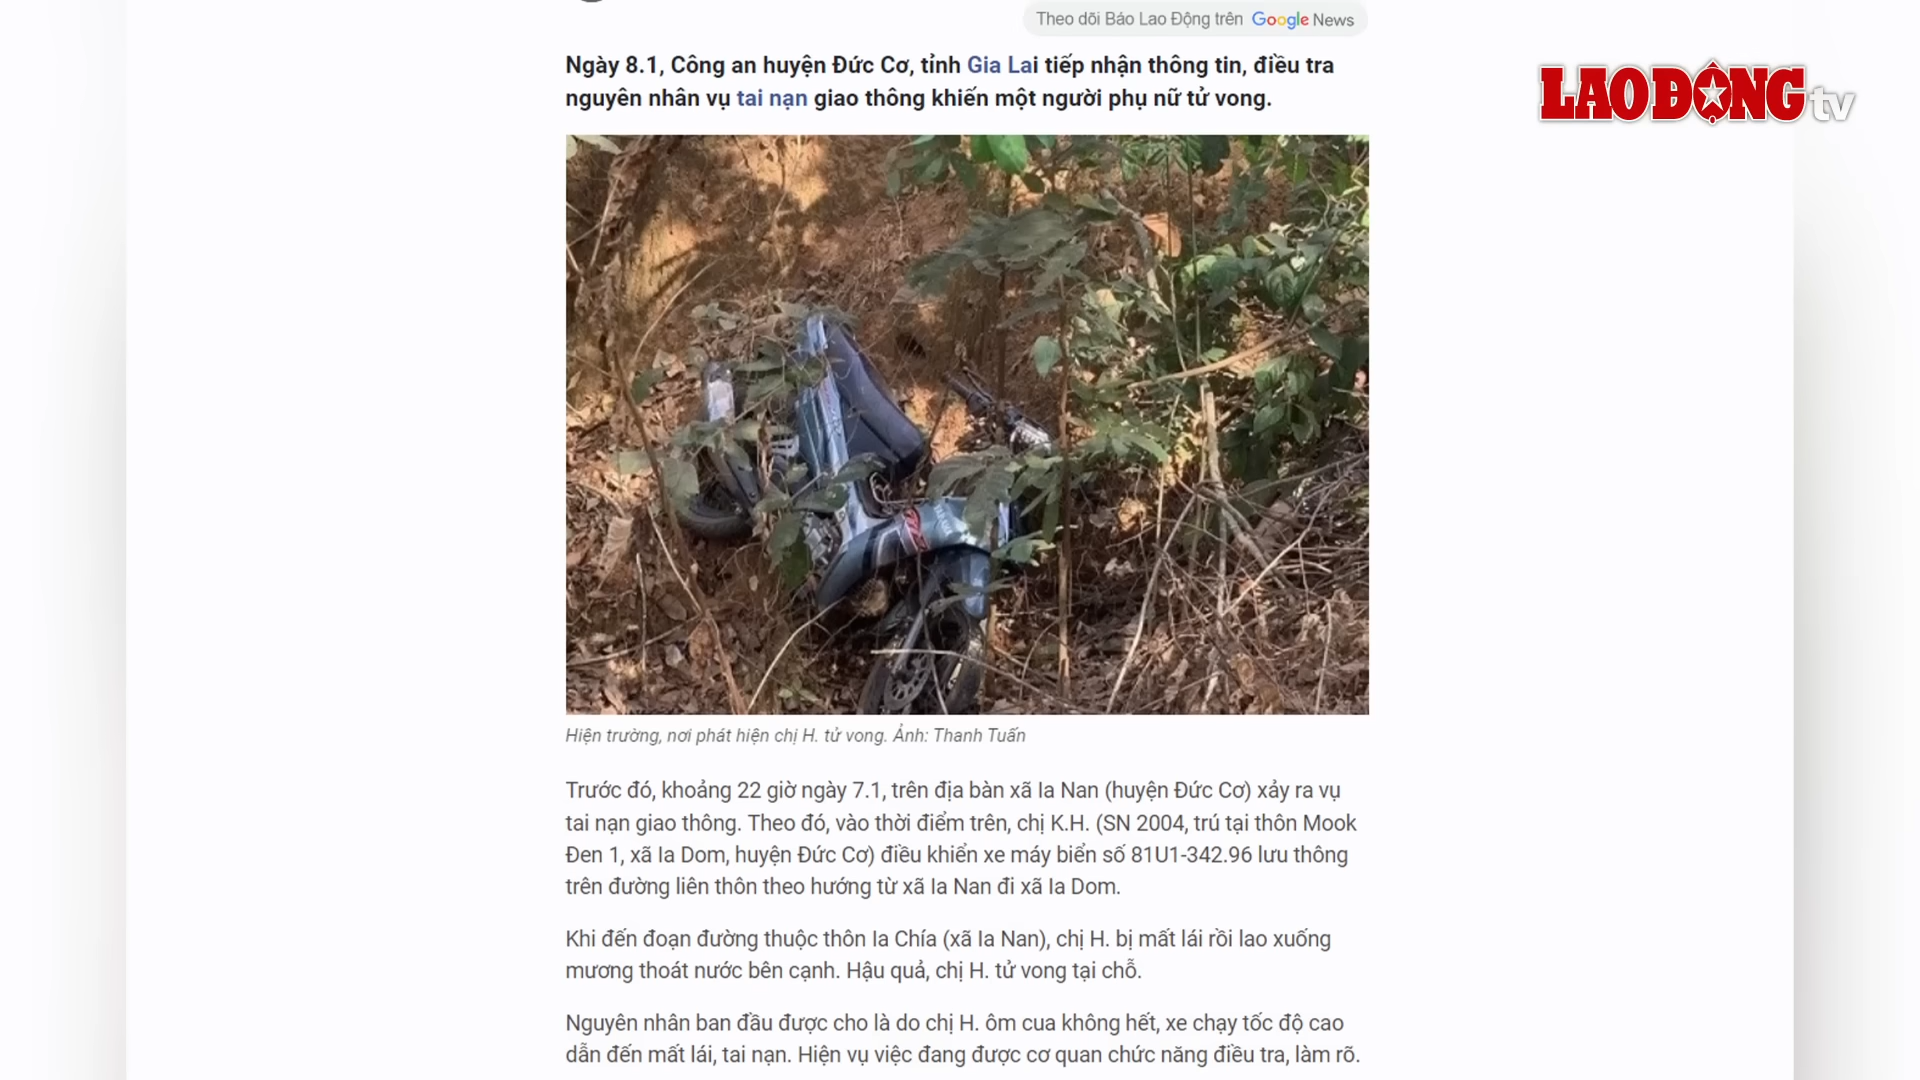 Theo dõi Báo Lao Động trên Google News
LAO ĐỘNG tv
Ngày 8.1, Công an huyện Đức Cơ, tỉnh Gia Lai tiếp nhận thông tin, điều tra
nguyên nhân vụ tai nạn giao thông khiến một người phụ nữ tử vong.
Hiện trường, nơi phát hiện chị H. tử vong. Ảnh: Thanh Tuấn
Trước đó, khoảng 22 giờ ngày 7.1, trên địa bàn xã Ia Nan (huyện Đức Cơ) xảy ra vụ
tai nạn giao thông. Theo đó, vào thời điểm trên, chị K.H. (SN 2004, trú tại thôn Mook
Đen 1, xã Ia Dom, huyện Đức Cơ) điều khiển xe máy biển số 81U1-342.96 lưu thông
trên đường liên thôn theo hướng từ xã Ia Nan đi xã Ia Dom.
Khi đến đoạn đường thuộc thôn Ia Chía (xã Ia Nan), chị H. bị mất lái rồi lao xuống
mương thoát nước bên cạnh. Hậu quả, chị H. tử vong tại chỗ.
Nguyên nhân ban đầu được cho là do chị H. ôm cua không hết, xe chạy tốc độ cao
dẫn đến mất lái, tai nạn. Hiện vụ việc đang được cơ quan chức năng điều tra, làm rõ.